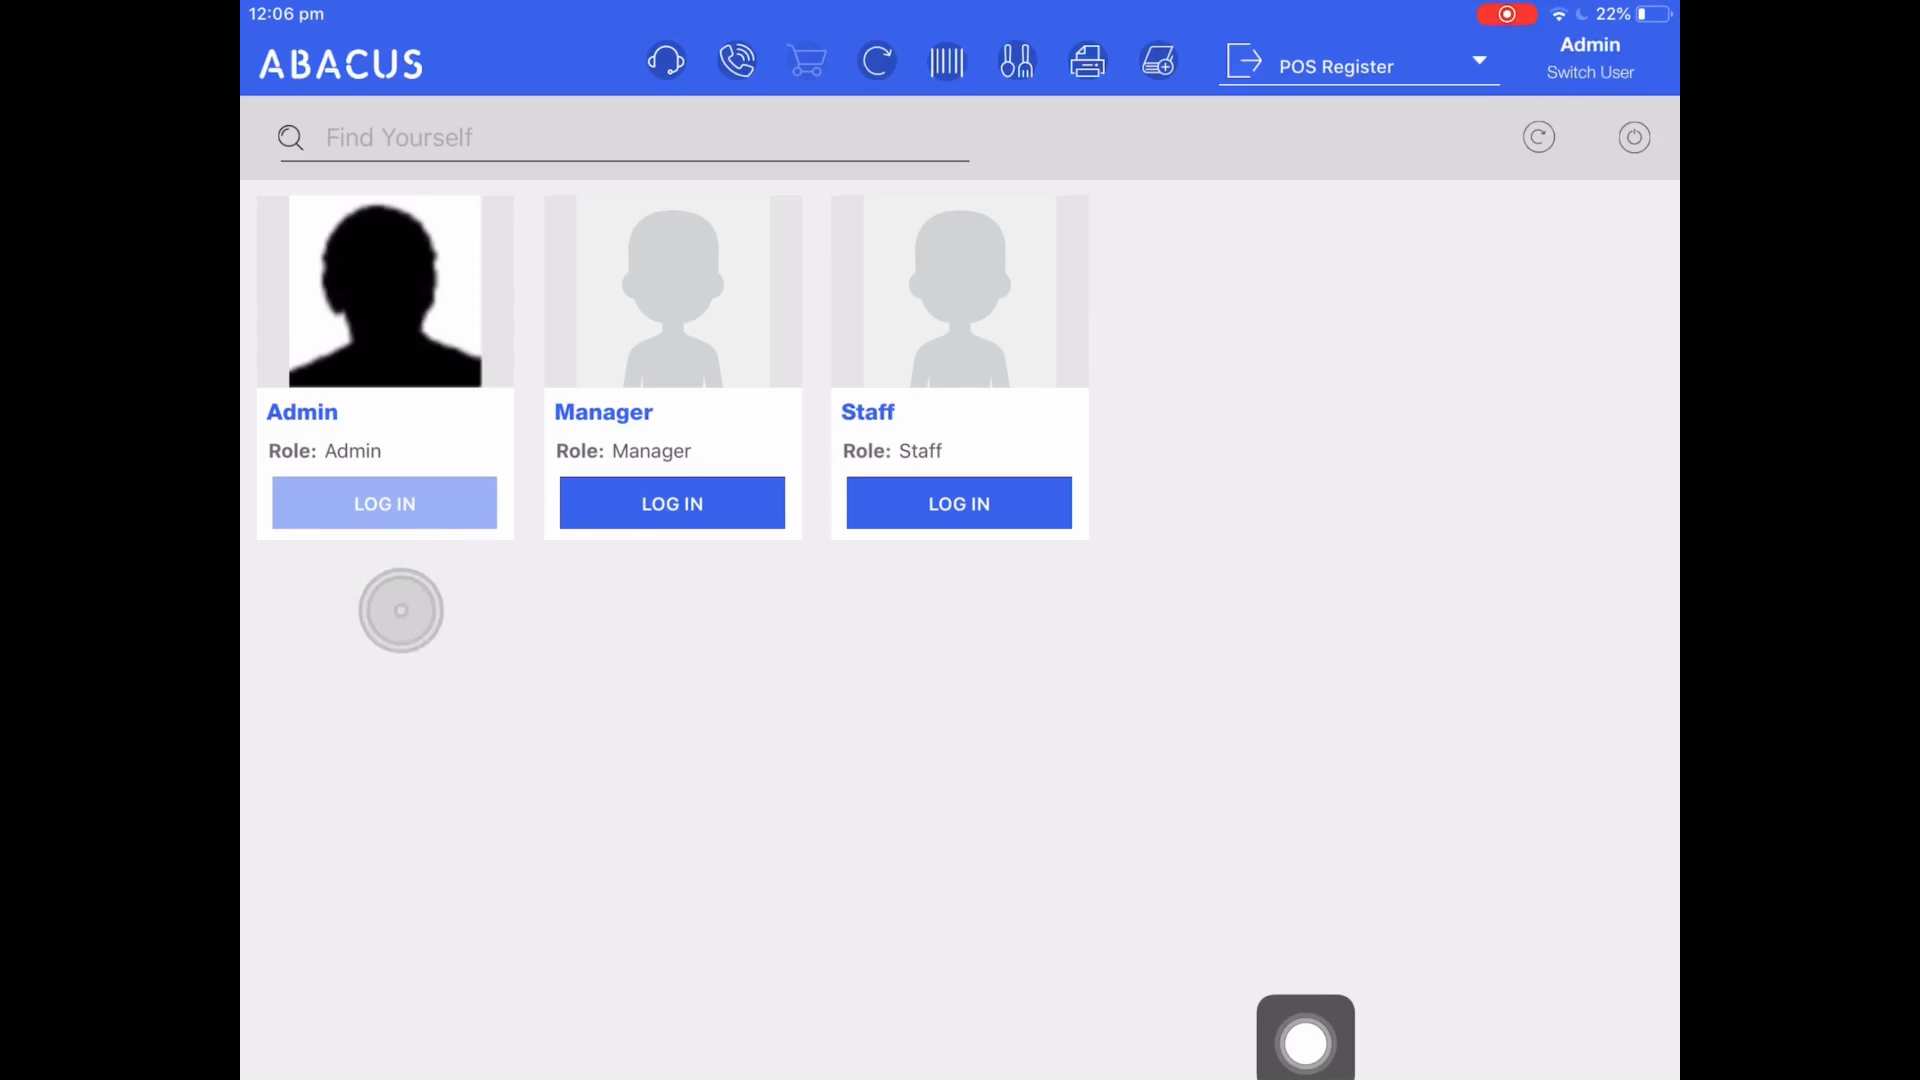 12:06 pm
22%
ABACUS
POS Register
Admin
Switch User
Find Yourself
Admin
Role: Admin
LOG IN
Manager
Role: Manager
LOG IN
Staff
Role: Staff
LOG IN